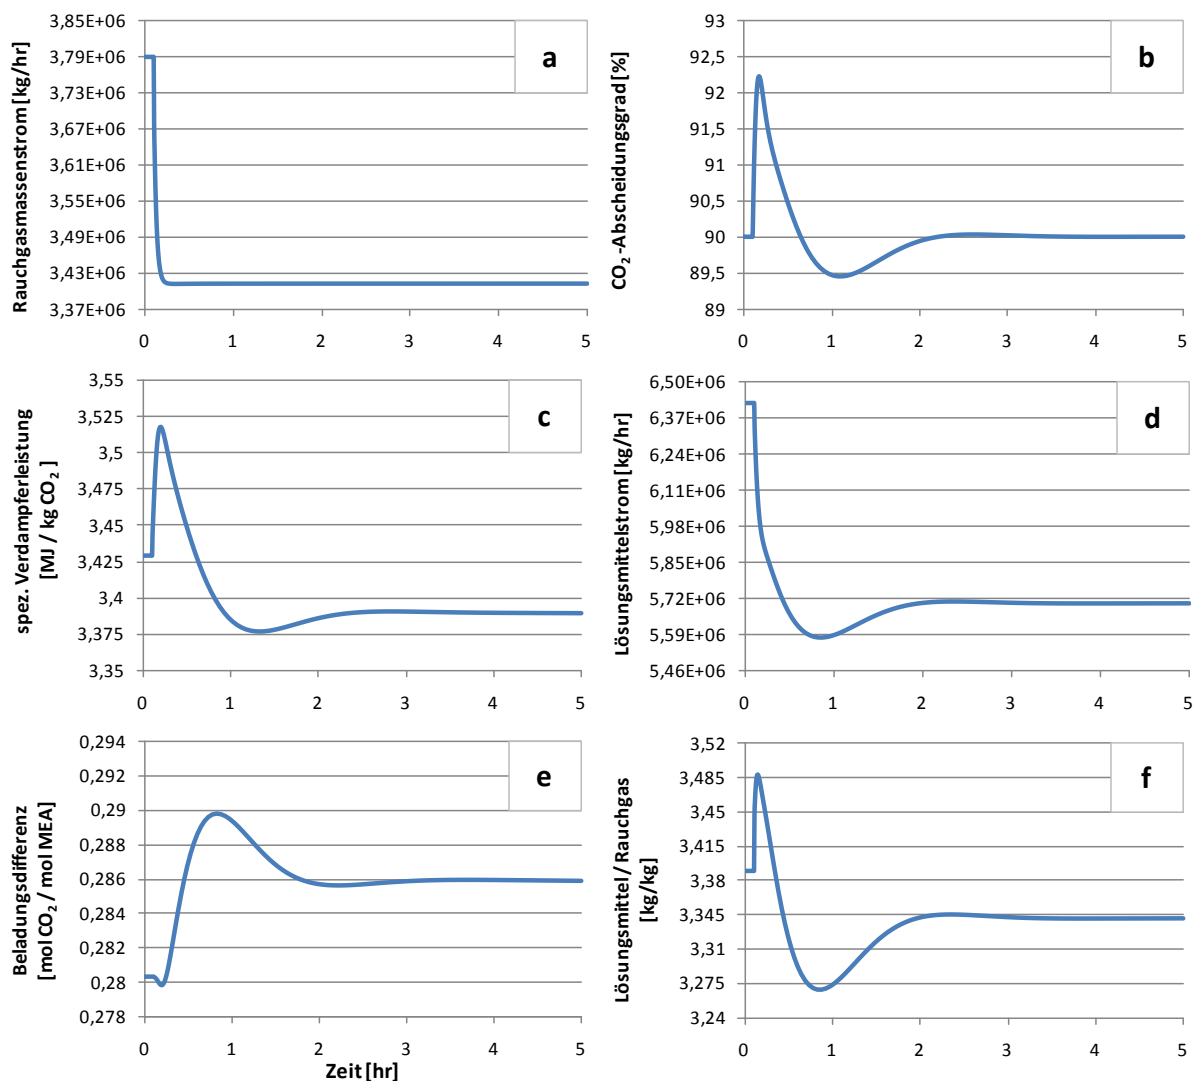 a
Rauchgasmassenstrom [kg/hr]
3,85E+06
3,79E+06
3,73E+06
3,67E+06
3,61E+06
3,55E+06
3,49E+06
3,43E+06
3,37E+06
0 1 2 3 4 5
b
CO₂-Abscheidungsgrad [%]
93
92,5
92
91,5
91
90,5
90
89,5
89
0 1 2 3 4 5
c
spez. Verdampferleistung
[MJ / kg CO₂ ]
3,55
3,525
3,5
3,475
3,45
3,425
3,4
3,375
3,35
0 1 2 3 4 5
d
Lösungsmittelstrom [kg/hr]
6,50E+06
6,37E+06
6,24E+06
6,11E+06
5,98E+06
5,85E+06
5,72E+06
5,59E+06
5,46E+06
0 1 2 3 4 5
e
Beladungsdifferenz
[mol CO₂ / mol MEA]
0,294
0,292
0,29
0,288
0,286
0,284
0,282
0,28
0,278
0 1 2 3 4 5
Zeit [hr]
f
Lösungsmittel / Rauchgas
[kg/kg]
3,52
3,485
3,45
3,415
3,38
3,345
3,31
3,275
3,24
0 1 2 3 4 5